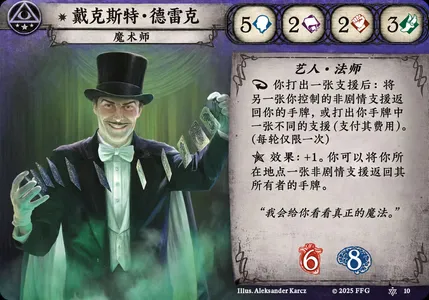 戴克斯特·德雷克
魔术师
5 2 2 3
艺人·法师
你打出一张支援后：将
另一张你控制的非剧情支援返
回你的手牌，或打出你手牌中
一张不同的支援（支付其费用）。
（每轮仅限一次）
效果：+1。你可以将你所
在地点一张非剧情支援返回其
所有者的手牌。
“我会给你看看真正的魔法。”
6 8
Illus. Aleksander Karcz © 2025 FFG 10